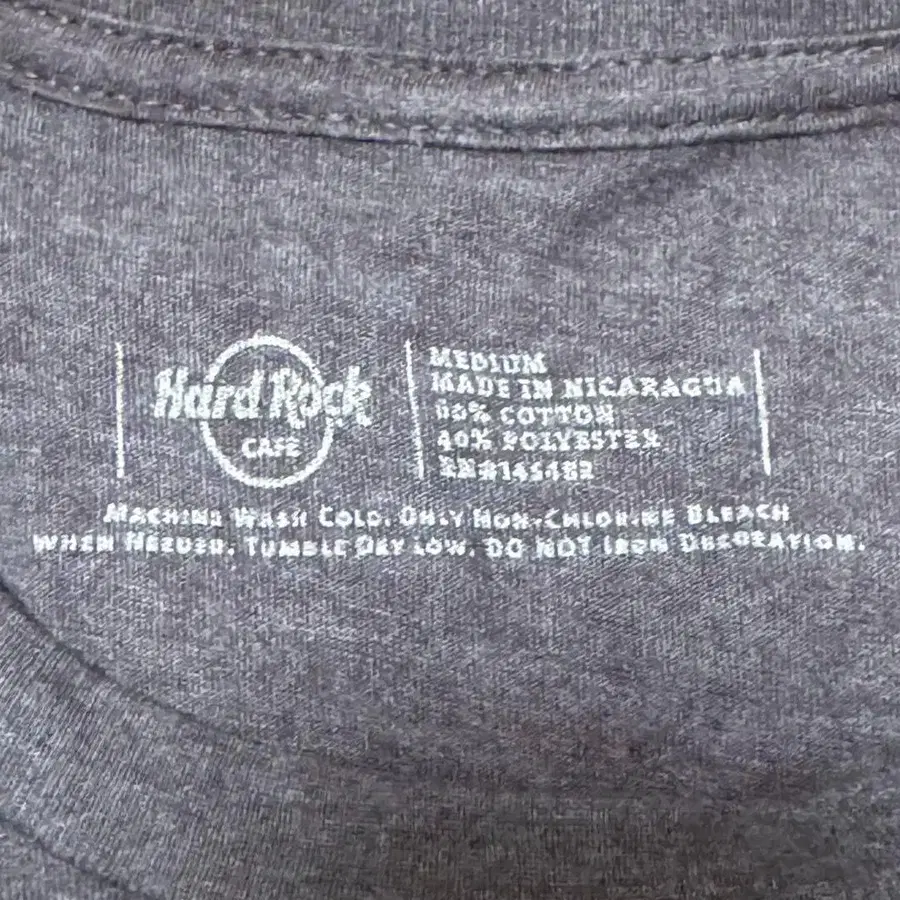 Hard Rock
CAFE
MEDIUM
MADE IN NICARAGUA
60% COTTON
40% POLYESTER
MACHINE WASH COLD. ONLY NON-CHLORINE BLEACH
WHEN NEEDED. TUMBLE DRY LOW. DO NOT IRON DECORATION.